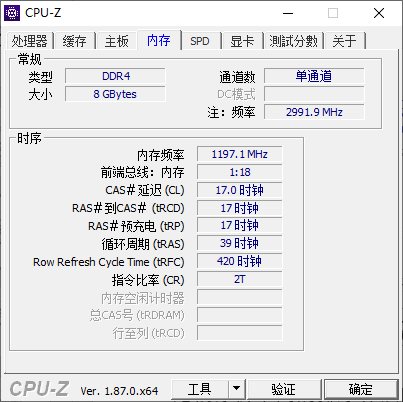 CPU-Z
处理器 缓存 主板 内存 SPD 显卡 測試分數 关于
常规
类型 DDR4 通道数 单通道
大小 8 GBytes DC模式
注：频率 2991.9 MHz
时序
内存频率 1197.1 MHz
前端总线：内存 1:18
CAS# 延迟 (CL) 17.0 时钟
RAS# 到CAS# (tRCD) 17 时钟
RAS# 预充电 (tRP) 17 时钟
循环周期 (tRAS) 39 时钟
Row Refresh Cycle Time (tRFC) 420 时钟
指令比率 (CR) 2T
内存空闲计时器
总CAS号 (tRDRAM)
行至列 (tRCD)
CPU-Z Ver. 1.87.0.x64 工具 验证 确定